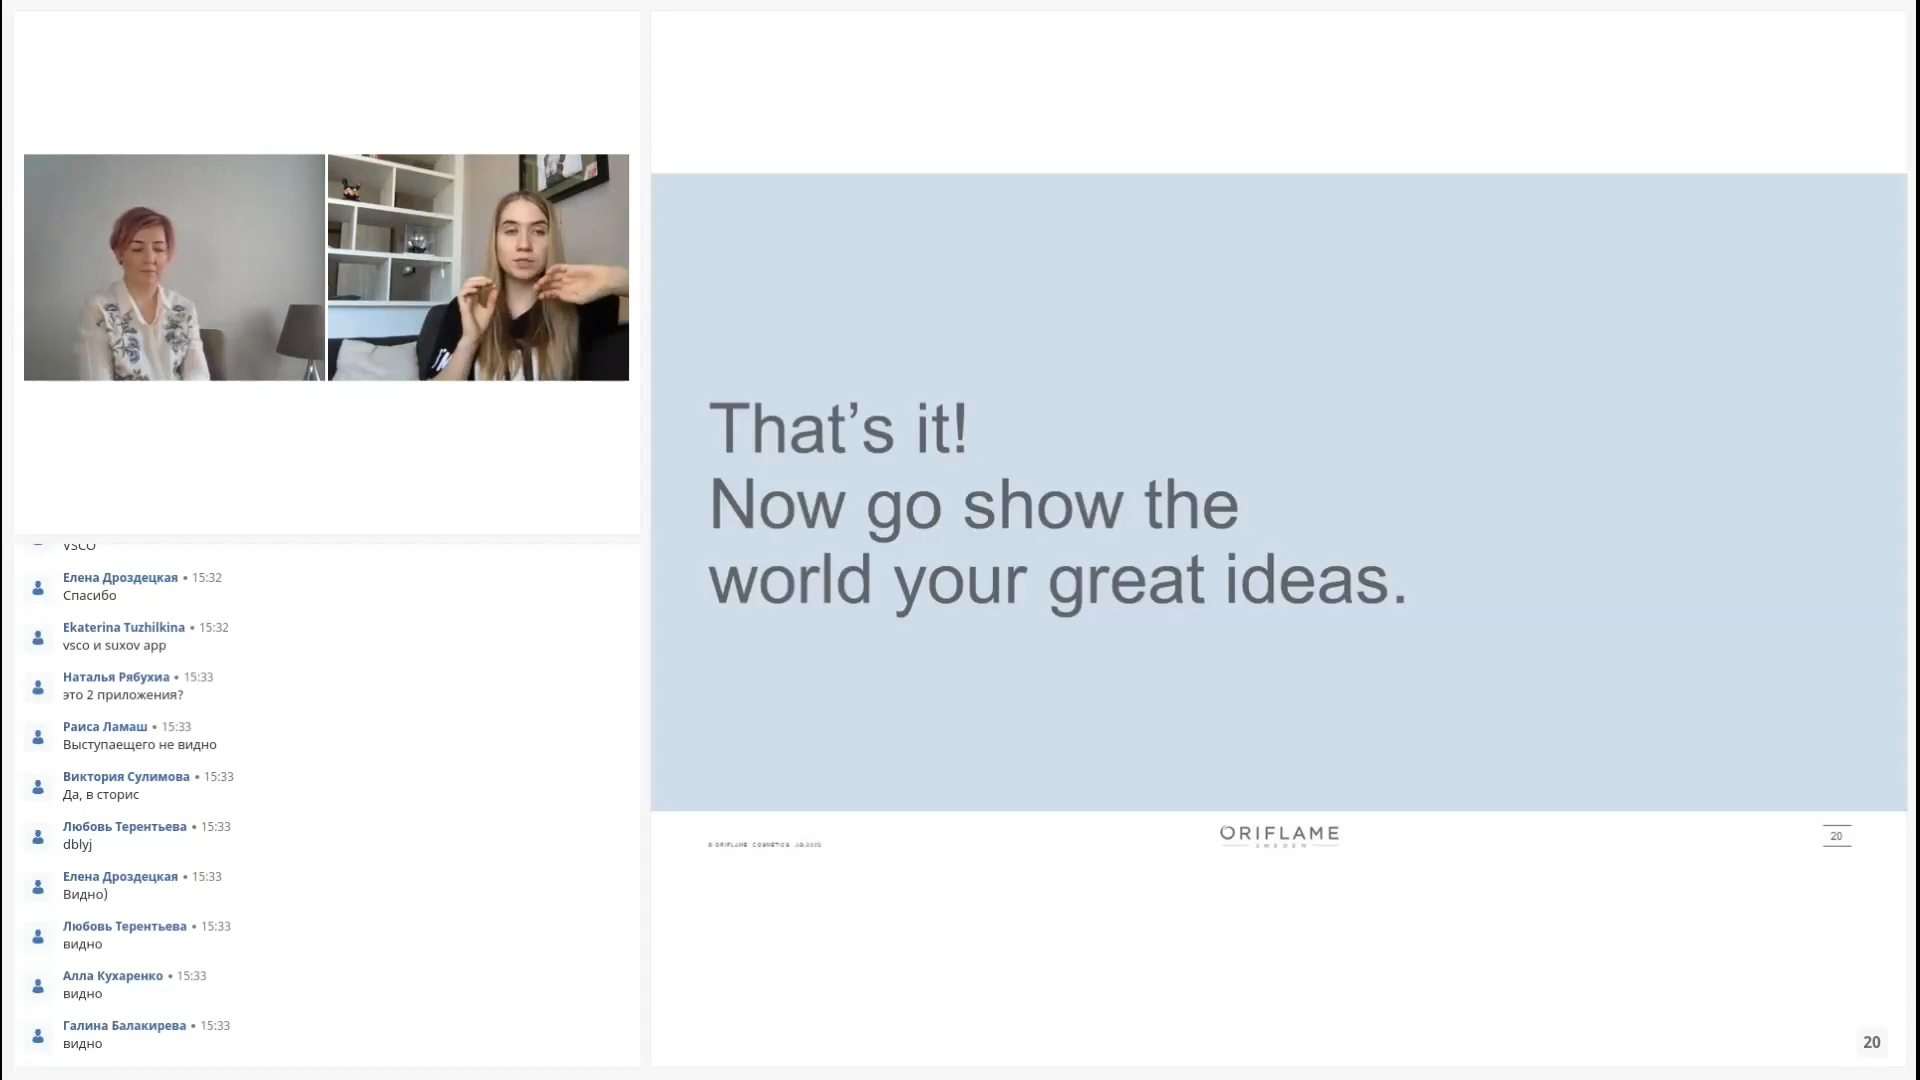 VSCO
Елена Дроздецкая • 15:32
Спасибо
Ekaterina Tuzhilkina • 15:32
vsco и suxov app
Наталья Рябухиа • 15:33
это 2 приложения?
Раиса Ламаш • 15:33
Выступаещего не видно
Виктория Сулимова • 15:33
Да, в сторис
Любовь Терентьева • 15:33
dblyj
Елена Дроздецкая • 15:33
Видно)
Любовь Терентьева • 15:33
видно
Алла Кухаренко • 15:33
видно
Галина Балакирева • 15:33
видно
That’s it!
Now go show the
world your great ideas.
© ORIFLAME COSMETICS
ORIFLAME
SWEDEN
20
20